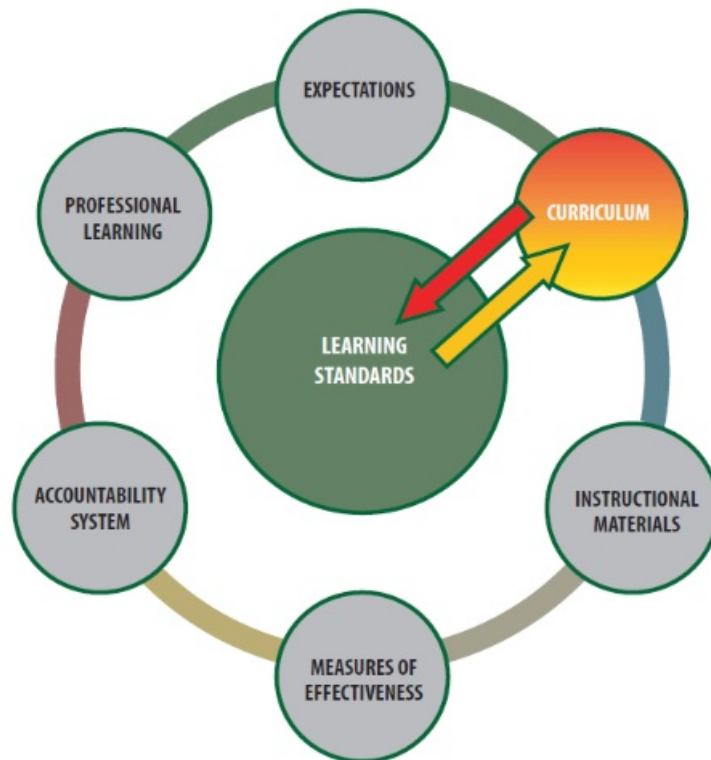 EXPECTATIONS
CURRICULUM
PROFESSIONAL
LEARNING
LEARNING
STANDARDS
ACCOUNTABILITY
SYSTEM
INSTRUCTIONAL
MATERIALS
MEASURES OF
EFFECTIVENESS